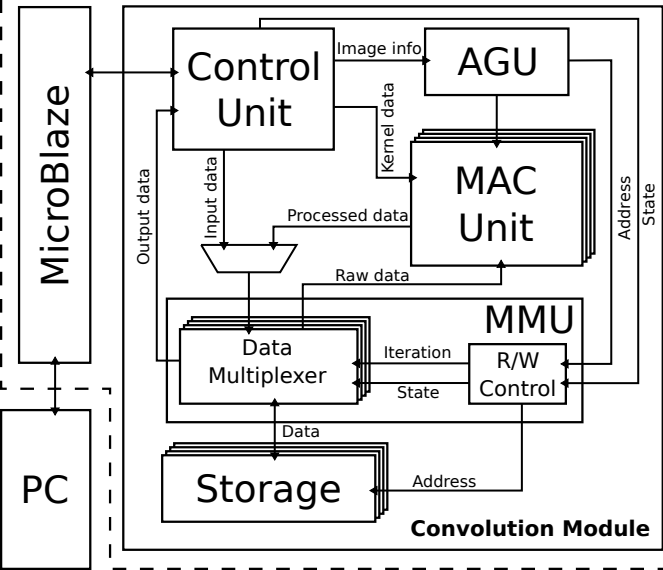 MicroBlaze
PC
Control
Unit
Image info
AGU
Kernel data
MAC
Unit
Address
State
Output data
Input data
Processed data
Raw data
MMU
Data
Multiplexer
Iteration
State
R/W
Control
Data
Storage
Address
Convolution Module